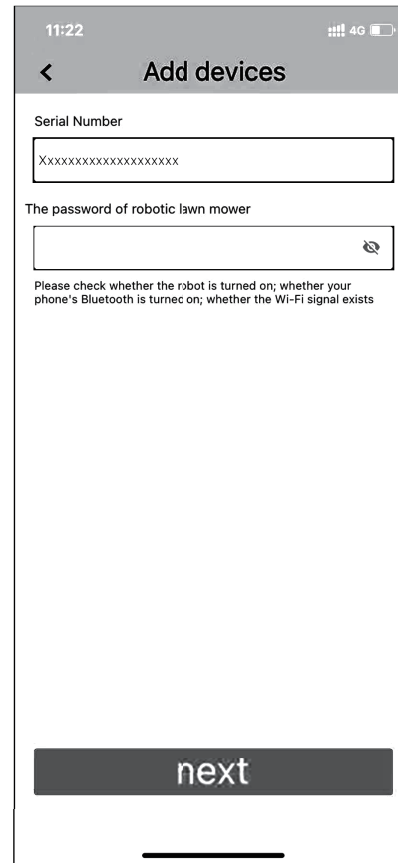 11:22
4G
Add devices
Serial Number
Xxxxxxxxxxxxxxxxxxxx
The password of robotic lawn mower
Please check whether the robot is turned on; whether your
phone's Bluetooth is turned on; whether the Wi-Fi signal exists
next